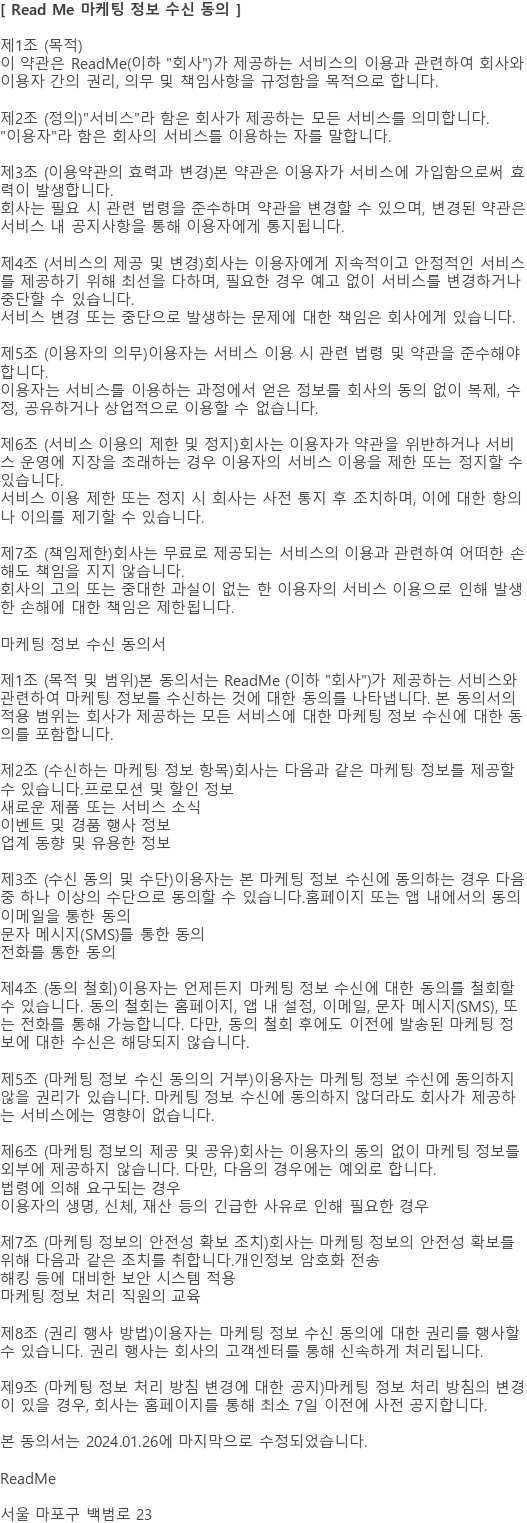 [ Read Me 마케팅 정보 수신 동의 ]
제1조 (목적)
이 약관은 ReadMe(이하 "회사")가 제공하는 서비스의 이용과 관련하여 회사와
이용자 간의 권리, 의무 및 책임사항을 규정함을 목적으로 합니다.
제2조 (정의)"서비스"라 함은 회사가 제공하는 모든 서비스를 의미합니다.
"이용자"라 함은 회사의 서비스를 이용하는 자를 말합니다.
제3조 (이용약관의 효력과 변경)본 약관은 이용자가 서비스에 가입함으로써 효
력이 발생합니다.
회사는 필요 시 관련 법령을 준수하며 약관을 변경할 수 있으며, 변경된 약관은
서비스 내 공지사항을 통해 이용자에게 통지됩니다.
제4조 (서비스의 제공 및 변경)회사는 이용자에게 지속적이고 안정적인 서비스
를 제공하기 위해 최선을 다하며, 필요한 경우 예고 없이 서비스를 변경하거나
중단할 수 있습니다.
서비스 변경 또는 중단으로 발생하는 문제에 대한 책임은 회사에게 있습니다.
제5조 (이용자의 의무)이용자는 서비스 이용 시 관련 법령 및 약관을 준수해야
합니다.
이용자는 서비스를 이용하는 과정에서 얻은 정보를 회사의 동의 없이 복제, 수
정, 공유하거나 상업적으로 이용할 수 없습니다.
제6조 (서비스 이용의 제한 및 정지)회사는 이용자가 약관을 위반하거나 서비
스 운영에 지장을 초래하는 경우 이용자의 서비스 이용을 제한 또는 정지할 수
있습니다.
서비스 이용 제한 또는 정지 시 회사는 사전 통지 후 조치하며, 이에 대한 항의
나 이의를 제기할 수 있습니다.
제7조 (책임제한)회사는 무료로 제공되는 서비스의 이용과 관련하여 어떠한 손
해도 책임을 지지 않습니다.
회사의 고의 또는 중대한 과실이 없는 한 이용자의 서비스 이용으로 인해 발생
한 손해에 대한 책임은 제한됩니다.
마케팅 정보 수신 동의서
제1조 (목적 및 범위)본 동의서는 ReadMe (이하 "회사")가 제공하는 서비스와
관련하여 마케팅 정보를 수신하는 것에 대한 동의를 나타냅니다. 본 동의서의
적용 범위는 회사가 제공하는 모든 서비스에 대한 마케팅 정보 수신에 대한 동
의를 포함합니다.
제2조 (수신하는 마케팅 정보 항목)회사는 다음과 같은 마케팅 정보를 제공할
수 있습니다.프로모션 및 할인 정보
새로운 제품 또는 서비스 소식
이벤트 및 경품 행사 정보
업계 동향 및 유용한 정보
제3조 (수신 동의 및 수단)이용자는 본 마케팅 정보 수신에 동의하는 경우 다음
중 하나 이상의 수단으로 동의할 수 있습니다.홈페이지 또는 앱 내에서의 동의
이메일을 통한 동의
문자 메시지(SMS)를 통한 동의
전화를 통한 동의
제4조 (동의 철회)이용자는 언제든지 마케팅 정보 수신에 대한 동의를 철회할
수 있습니다. 동의 철회는 홈페이지, 앱 내 설정, 이메일, 문자 메시지(SMS), 또
는 전화를 통해 가능합니다. 다만, 동의 철회 후에도 이전에 발송된 마케팅 정
보에 대한 수신은 해당되지 않습니다.
제5조 (마케팅 정보 수신 동의의 거부)이용자는 마케팅 정보 수신에 동의하지
않을 권리가 있습니다. 마케팅 정보 수신에 동의하지 않더라도 회사가 제공하
는 서비스에는 영향이 없습니다.
제6조 (마케팅 정보의 제공 및 공유)회사는 이용자의 동의 없이 마케팅 정보를
외부에 제공하지 않습니다. 다만, 다음의 경우에는 예외로 합니다.
법령에 의해 요구되는 경우
이용자의 생명, 신체, 재산 등의 긴급한 사유로 인해 필요한 경우
제7조 (마케팅 정보의 안전성 확보 조치)회사는 마케팅 정보의 안전성 확보를
위해 다음과 같은 조치를 취합니다.개인정보 암호화 전송
해킹 등에 대비한 보안 시스템 적용
마케팅 정보 처리 직원의 교육
제8조 (권리 행사 방법)이용자는 마케팅 정보 수신 동의에 대한 권리를 행사할
수 있습니다. 권리 행사는 회사의 고객센터를 통해 신속하게 처리됩니다.
제9조 (마케팅 정보 처리 방침 변경에 대한 공지)마케팅 정보 처리 방침의 변경
이 있을 경우, 회사는 홈페이지를 통해 최소 7일 이전에 사전 공지합니다.
본 동의서는 2024.01.26에 마지막으로 수정되었습니다.
ReadMe
서울 마포구 백범로 23